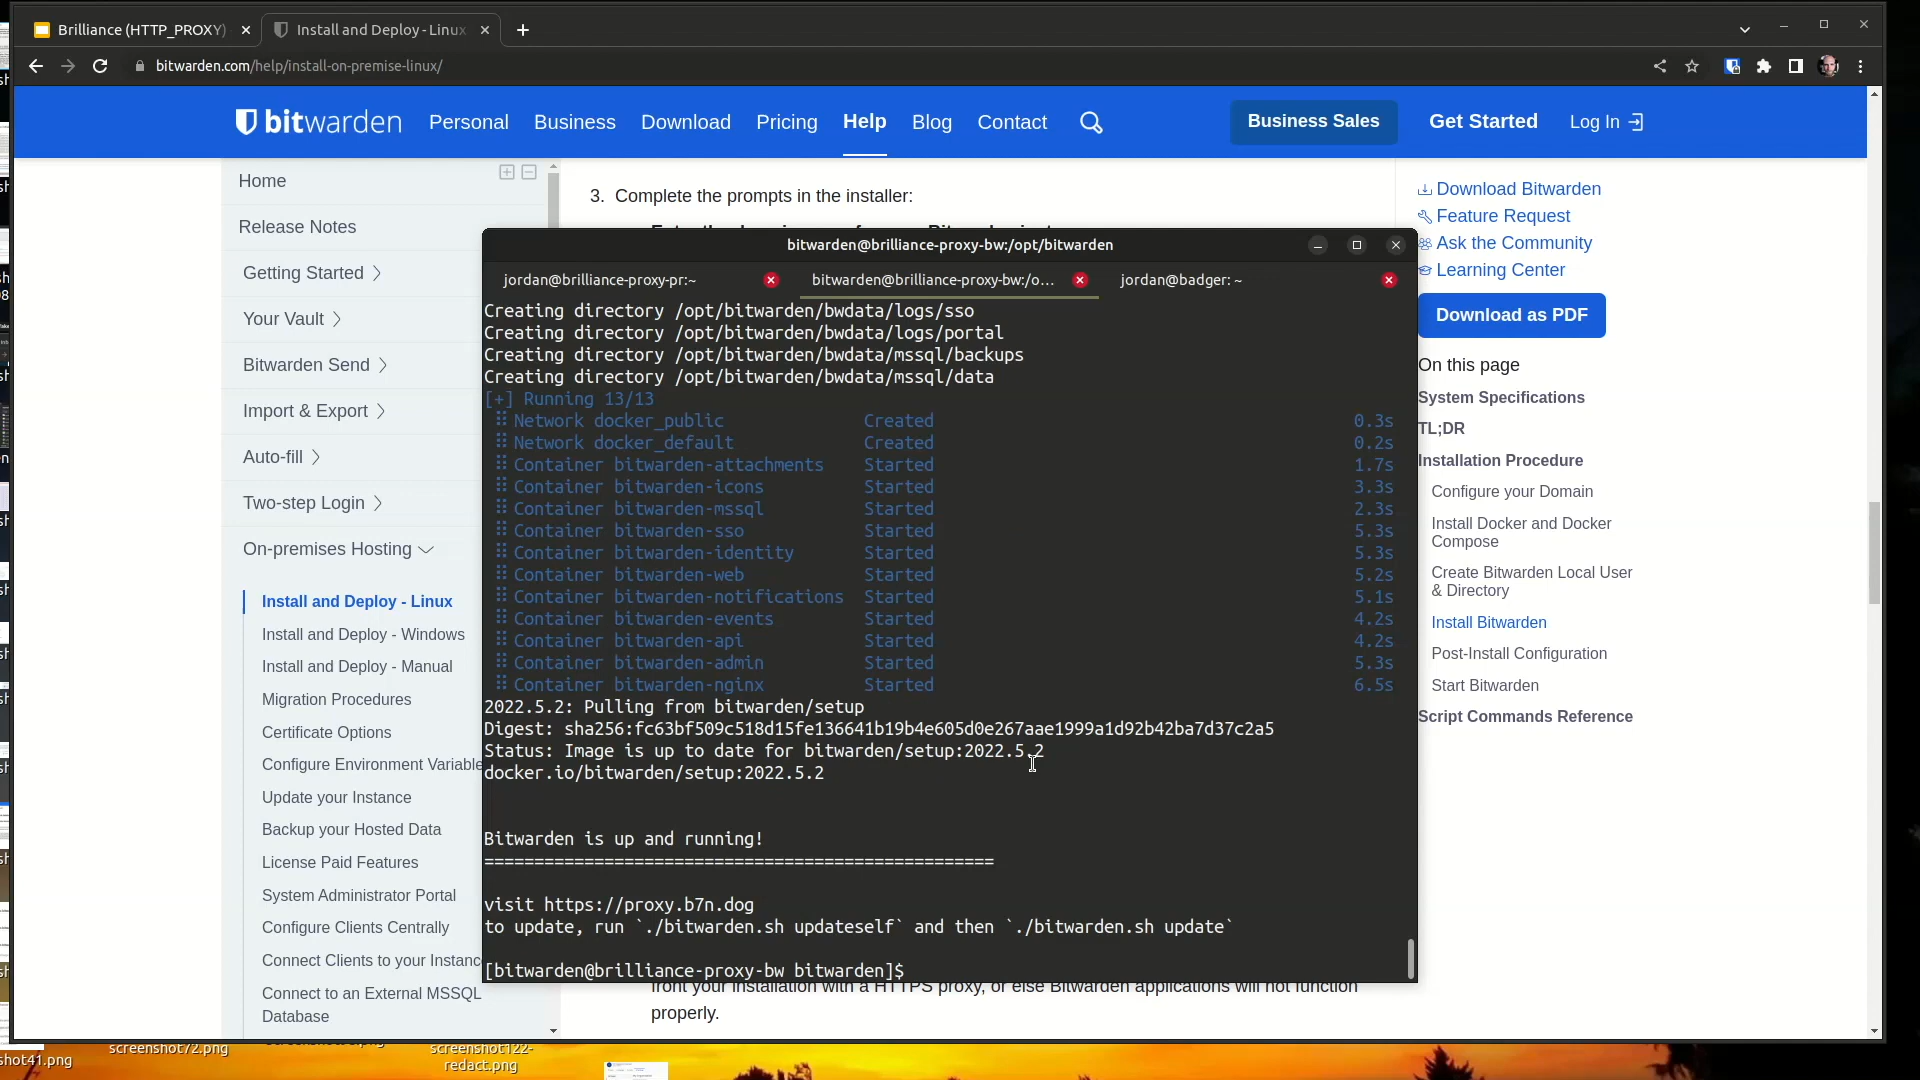 Brilliance (HTTP_PROXY)
Install and Deploy - Linux
bitwarden.com/help/install-on-premise-linux/
bitwarden
Personal
Business
Download
Pricing
Help
Blog
Contact
Business Sales
Get Started
Log In
Home
Release Notes
Getting Started
Your Vault
Bitwarden Send
Import & Export
Auto-fill
Two-step Login
On-premises Hosting
Install and Deploy - Linux
Install and Deploy - Windows
Install and Deploy - Manual
Migration Procedures
Certificate Options
Configure Environment Variable
Update your Instance
Backup your Hosted Data
License Paid Features
System Administrator Portal
Configure Clients Centrally
Connect Clients to your Instanc
Connect to an External MSSQL
Database
3. Complete the prompts in the installer:
bitwarden@brilliance-proxy-bw:/opt/bitwarden
jordan@brilliance-proxy-pr:~
bitwarden@brilliance-proxy-bw:/o...
jordan@badger: ~
Creating directory /opt/bitwarden/bwdata/logs/sso
Creating directory /opt/bitwarden/bwdata/logs/portal
Creating directory /opt/bitwarden/bwdata/mssql/backups
Creating directory /opt/bitwarden/bwdata/mssql/data
[+] Running 13/13
Network docker_public Created 0.3s
Network docker_default Created 0.2s
Container bitwarden-attachments Started 1.7s
Container bitwarden-icons Started 3.3s
Container bitwarden-mssql Started 2.3s
Container bitwarden-sso Started 5.3s
Container bitwarden-identity Started 5.3s
Container bitwarden-web Started 5.2s
Container bitwarden-notifications Started 5.1s
Container bitwarden-events Started 4.2s
Container bitwarden-api Started 4.2s
Container bitwarden-admin Started 5.3s
Container bitwarden-nginx Started 6.5s
2022.5.2: Pulling from bitwarden/setup
Digest: sha256:fc63bf509c518d15fe136641b19b4e605d0e267aae1999a1d92b42ba7d37c2a5
Status: Image is up to date for bitwarden/setup:2022.5.2
docker.io/bitwarden/setup:2022.5.2
Bitwarden is up and running!
===================================================
visit https://proxy.b7n.dog
to update, run `./bitwarden.sh updateself` and then `./bitwarden.sh update`
[bitwarden@brilliance-proxy-bw bitwarden]$
front your installation with a HTTPS proxy, or else Bitwarden applications will not function
properly.
Download Bitwarden
Feature Request
Ask the Community
Learning Center
Download as PDF
On this page
System Specifications
TL;DR
Installation Procedure
Configure your Domain
Install Docker and Docker
Compose
Create Bitwarden Local User
& Directory
Install Bitwarden
Post-Install Configuration
Start Bitwarden
Script Commands Reference
shot41.png
screenshot72.png
screenshot122-
redact.png